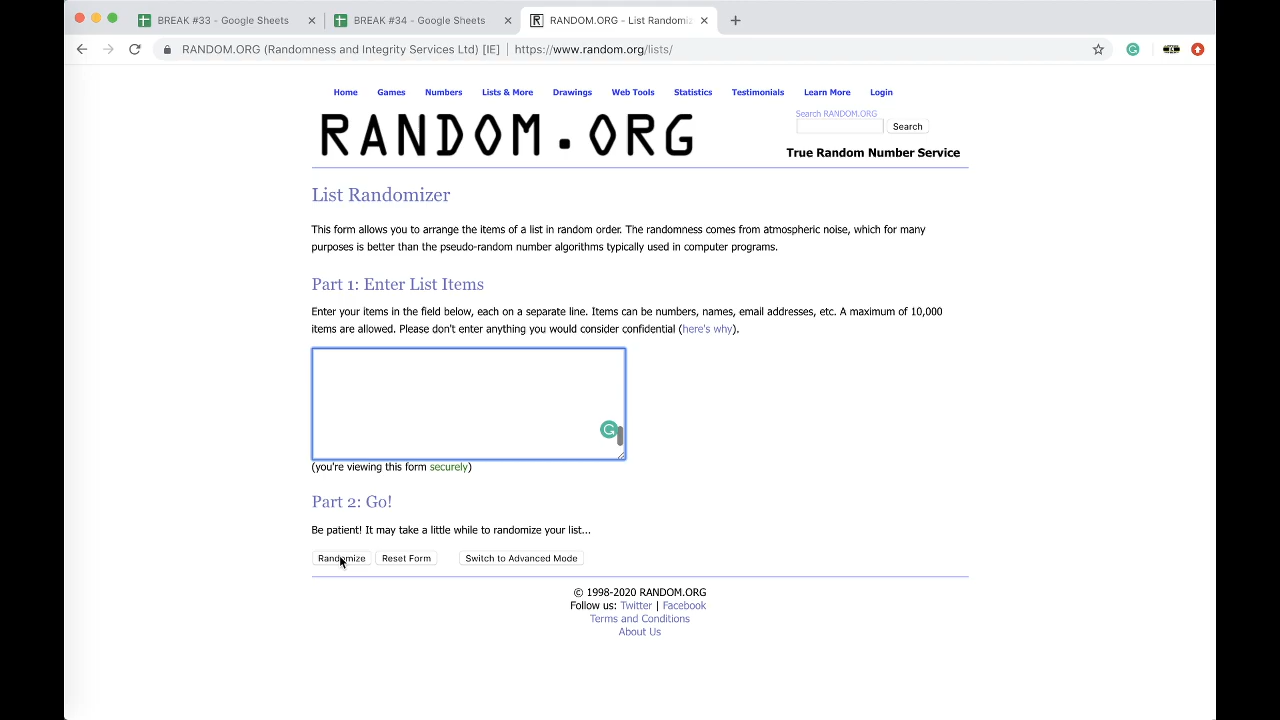 BREAK #33 - Google Sheets
BREAK #34 - Google Sheets
RANDOM.ORG - List Randomiz
RANDOM.ORG (Randomness and Integrity Services Ltd) [IE] | https://www.random.org/lists/
Home Games Numbers Lists & More Drawings Web Tools Statistics Testimonials Learn More Login
RANDOM.ORG
Search RANDOM.ORG
Search
True Random Number Service
List Randomizer
This form allows you to arrange the items of a list in random order. The randomness comes from atmospheric noise, which for many
purposes is better than the pseudo-random number algorithms typically used in computer programs.
Part 1: Enter List Items
Enter your items in the field below, each on a separate line. Items can be numbers, names, email addresses, etc. A maximum of 10,000
items are allowed. Please don't enter anything you would consider confidential (here's why).
(you're viewing this form securely)
Part 2: Go!
Be patient! It may take a little while to randomize your list...
Randomize Reset Form Switch to Advanced Mode
© 1998-2020 RANDOM.ORG
Follow us: Twitter | Facebook
Terms and Conditions
About Us